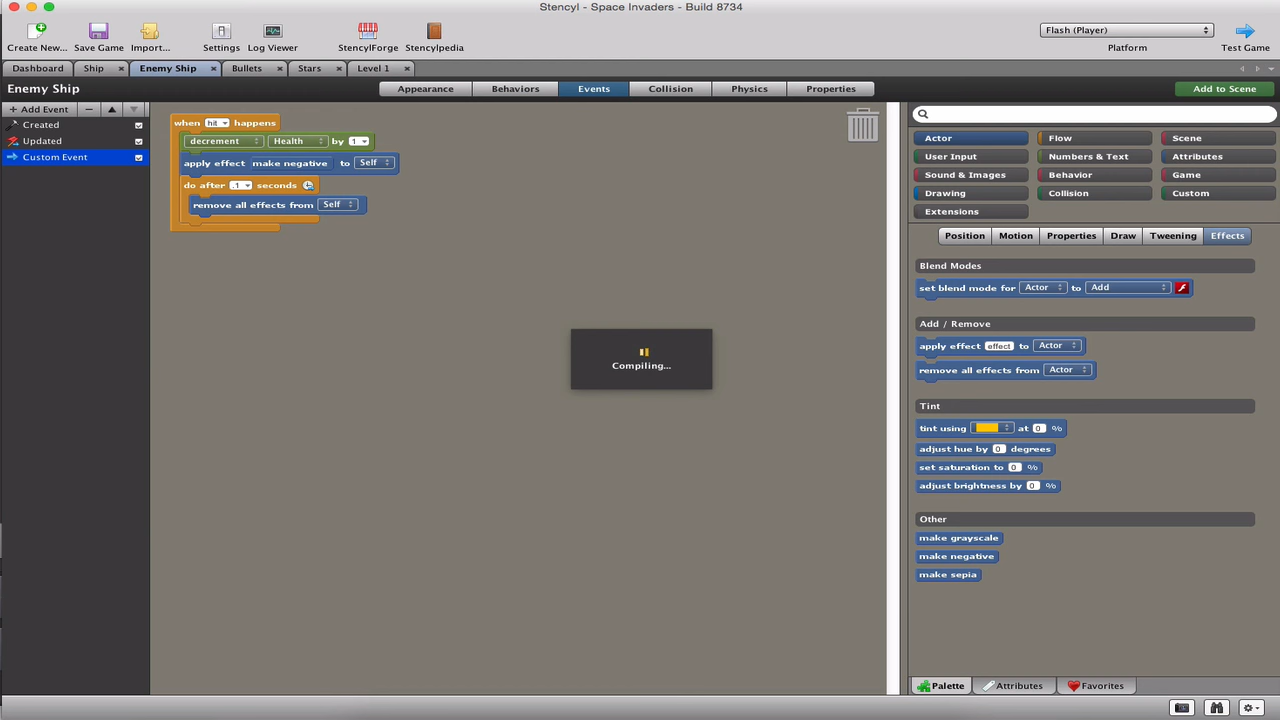 Stencyl - Space Invaders - Build 8734
Create New... Save Game Import... Settings Log Viewer StencylForge Stencylpedia
Flash (Player)
Platform
Test Game
Dashboard Ship × Enemy Ship × Bullets × Stars × Level 1 ×
Enemy Ship
Appearance Behaviors Events Collision Physics Properties
Add to Scene
+ Add Event
Created
Updated
Custom Event
when hit happens
decrement Health by 1
apply effect make negative to Self
do after .1 seconds
remove all effects from Self
Compiling...
Actor Flow Scene
User Input Numbers & Text Attributes
Sound & Images Behavior Game
Drawing Collision Custom
Extensions
Position Motion Properties Draw Tweening Effects
Blend Modes
set blend mode for Actor to Add
Add / Remove
apply effect effect to Actor
remove all effects from Actor
Tint
tint using at 0 %
adjust hue by 0 degrees
set saturation to 0 %
adjust brightness by 0 %
Other
make grayscale
make negative
make sepia
Palette Attributes Favorites